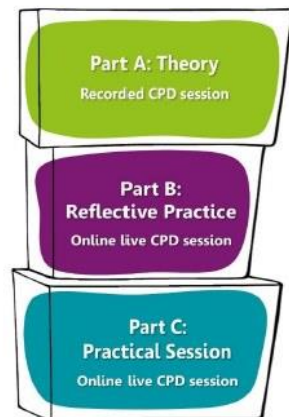 Part A: Theory
Recorded CPD session
Part B:
Reflective Practice
Online live CPD session
Part C:
Practical Session
Online live CPD session